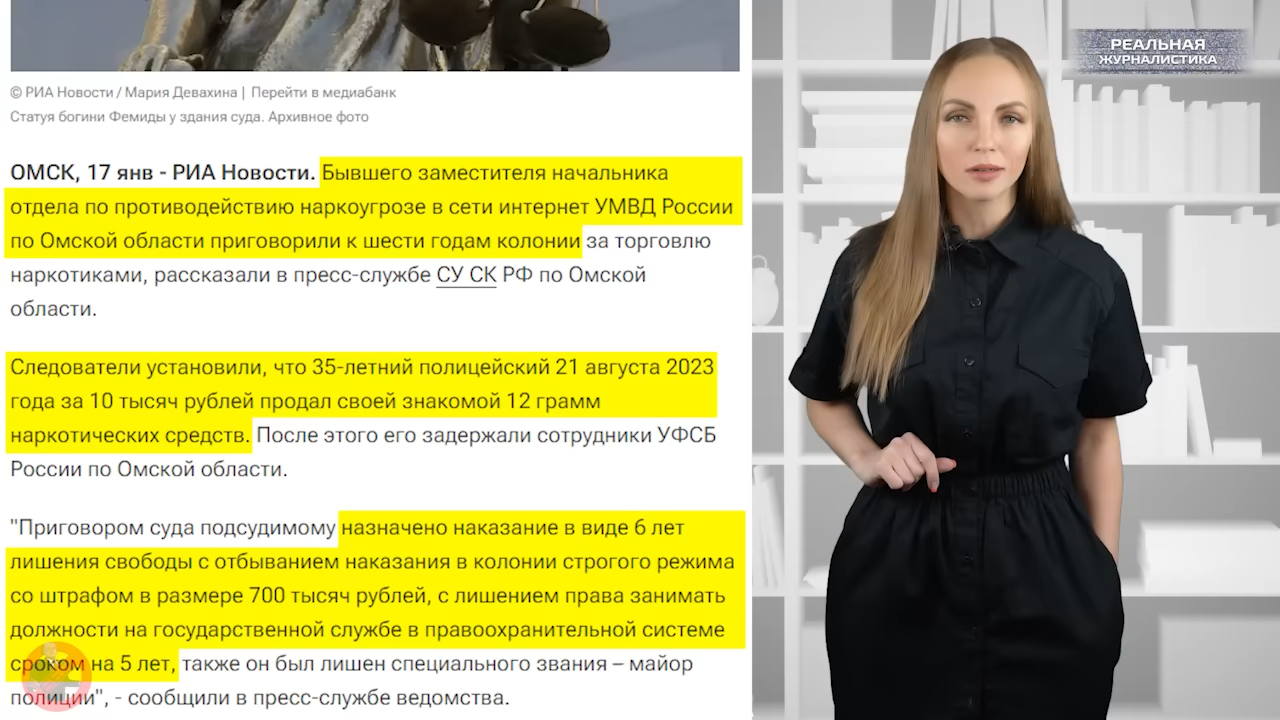 © РИА Новости / Мария Девахина | Перейти в медиабанк
Статуя богини Фемиды у здания суда. Архивное фото
ОМСК, 17 янв - РИА Новости. Бывшего заместителя начальника
отдела по противодействию наркоугрозе в сети интернет УМВД России
по Омской области приговорили к шести годам колонии за торговлю
наркотиками, рассказали в пресс-службе СУ СК РФ по Омской
области.
Следователи установили, что 35-летний полицейский 21 августа 2023
года за 10 тысяч рублей продал своей знакомой 12 грамм
наркотических средств. После этого его задержали сотрудники УФСБ
России по Омской области.
"Приговором суда подсудимому назначено наказание в виде 6 лет
лишения свободы с отбыванием наказания в колонии строгого режима
со штрафом в размере 700 тысяч рублей, с лишением права занимать
должности на государственной службе в правоохранительной системе
сроком на 5 лет, также он был лишен специального звания – майор
полиции", - сообщили в пресс-службе ведомства.
РЕАЛЬНАЯ
ЖУРНАЛИСТИКА